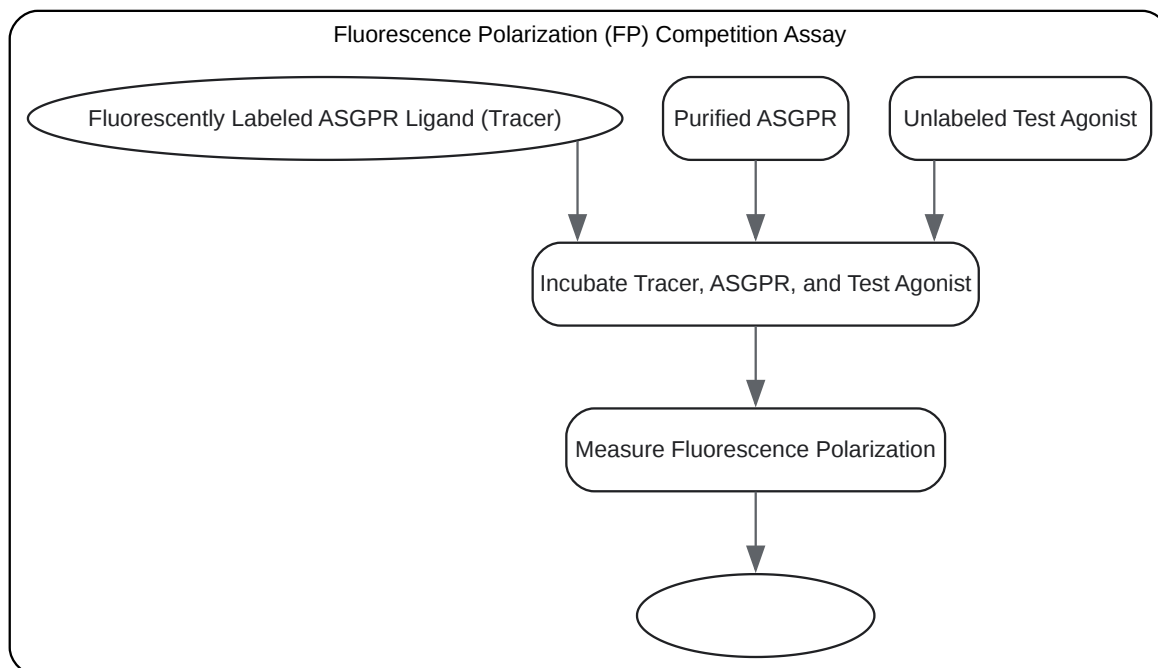 Fluorescence Polarization (FP) Competition Assay
Fluorescently Labeled ASGPR Ligand (Tracer)
Purified ASGPR
Unlabeled Test Agonist
Incubate Tracer, ASGPR, and Test Agonist
Measure Fluorescence Polarization